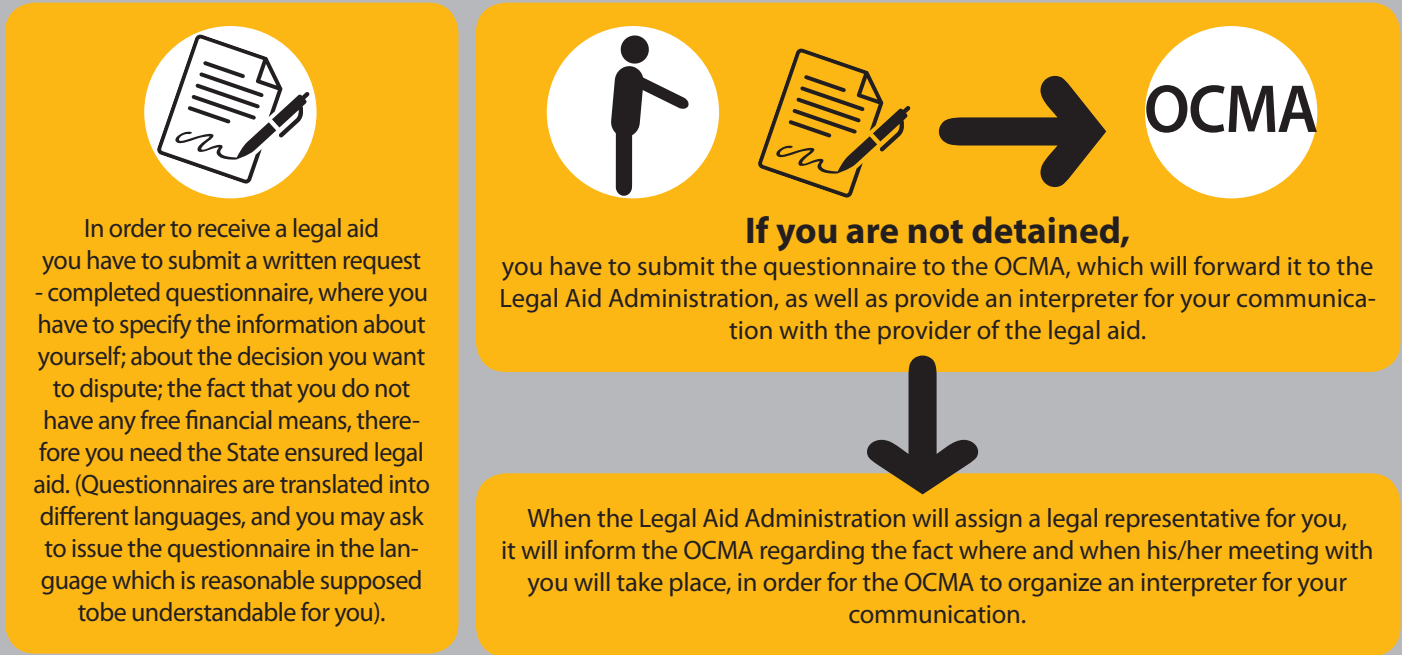 In order to receive a legal aid
you have to submit a written request
- completed questionnaire, where you
have to specify the information about
yourself; about the decision you want
to dispute; the fact that you do not
have any free financial means, there-
fore you need the State ensured legal
aid. (Questionnaires are translated into
different languages, and you may ask
to issue the questionnaire in the lan-
guage which is reasonable supposed
tobe understandable for you).
OCMA
If you are not detained,
you have to submit the questionnaire to the OCMA, which will forward it to the
Legal Aid Administration, as well as provide an interpreter for your communica-
tion with the provider of the legal aid.
When the Legal Aid Administration will assign a legal representative for you,
it will inform the OCMA regarding the fact where and when his/her meeting with
you will take place, in order for the OCMA to organize an interpreter for your
communication.